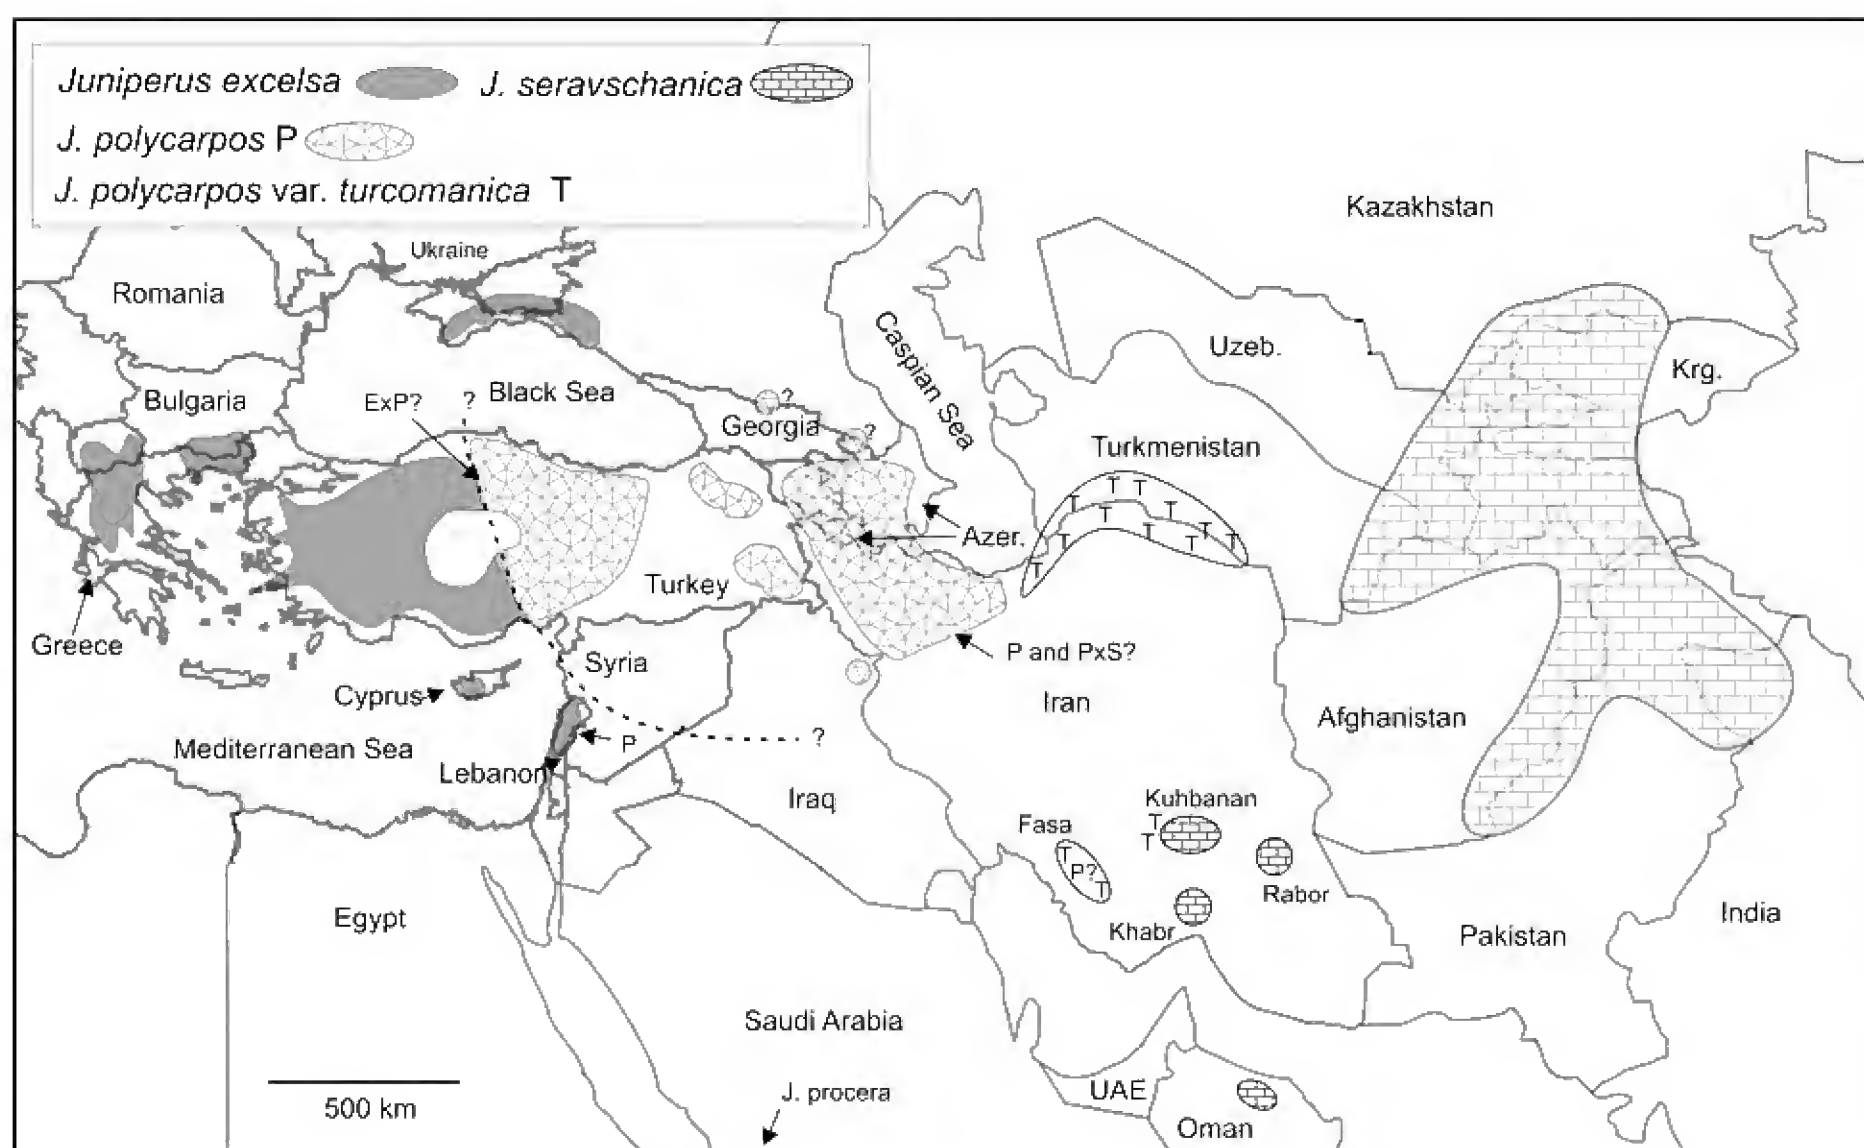 Juniperus excelsa J. seravschanica
J. polycarpos P
J. polycarpos var. turcomanica T
Kazakhstan
Ukraine
Romania
Caspian Sea
Uzeb.
Krg.
Bulgaria
ExP?
?
Black Sea
?
Georgia
?
Turkmenistan
T T T
T T T T
T T T
T
Azer.
Turkey
Greece
Syria
P and PxS?
Cyprus
Iran
Afghanistan
Mediterranean Sea
P
?
Lebanon
Iraq
Kuhbanan
T
T
Fasa
T
P?
T
Rabor
Khabr
Egypt
India
Pakistan
Saudi Arabia
500 km
J. procera
UAE
Oman